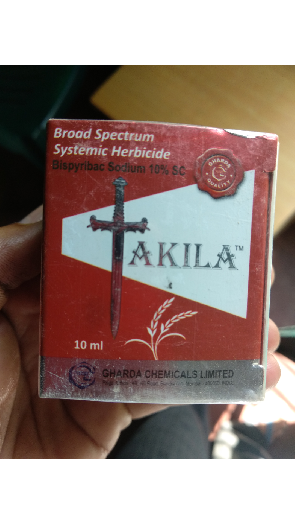 Broad Spectrum
Systemic Herbicide
Bispyribac Sodium 10% SC
GHARDA
QUALITY
AKILA™
10 ml
GHARDA CHEMICALS LIMITED